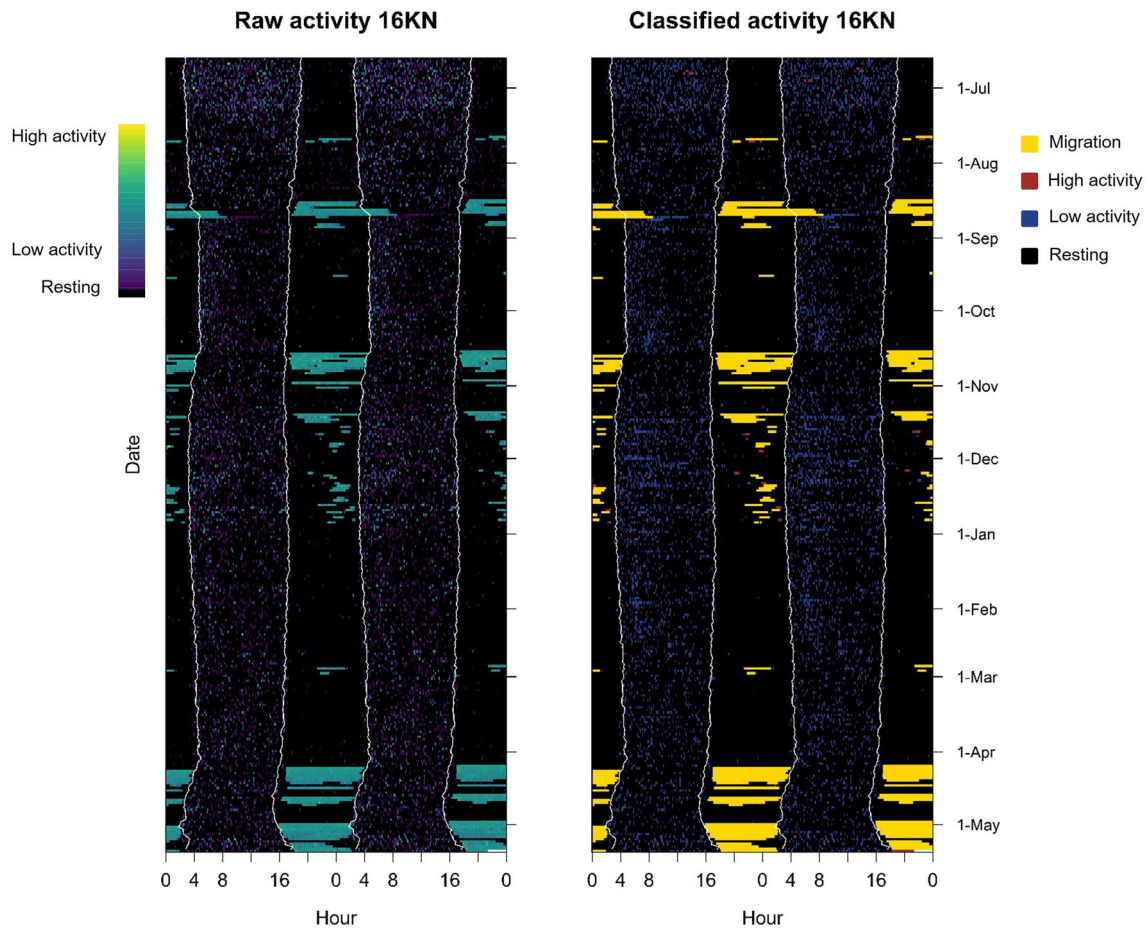 Raw activity 16KN
Classified activity 16KN
High activity
Low activity
Resting
Date
1-Jul
1-Aug
1-Sep
1-Oct
1-Nov
1-Dec
1-Jan
1-Feb
1-Mar
1-Apr
1-May
Migration
High activity
Low activity
Resting
0 4 8 16 0 4 8 16 0
0 4 8 16 0 4 8 16 0
Hour
Hour